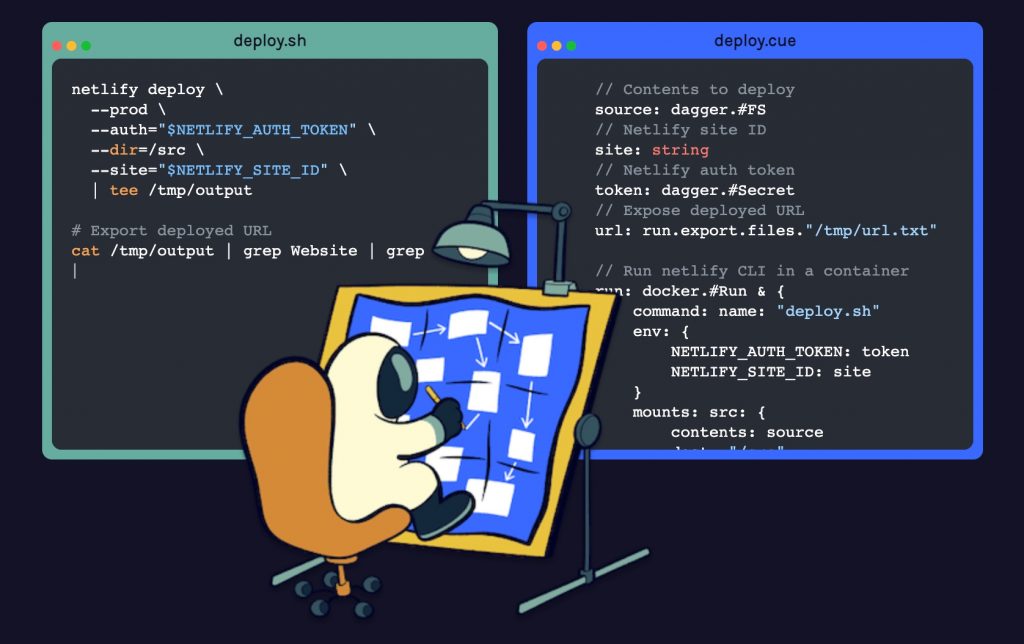 deploy.sh
netlify deploy \
--prod \
--auth="$NETLIFY_AUTH_TOKEN" \
--dir=/src \
--site="$NETLIFY_SITE_ID" \
| tee /tmp/output
# Export deployed URL
cat /tmp/output | grep Website | grep
|
deploy.cue
// Contents to deploy
source: dagger.#FS
// Netlify site ID
site: string
// Netlify auth token
token: dagger.#Secret
// Expose deployed URL
url: run.export.files."/tmp/url.txt"
// Run netlify CLI in a container
run: docker.#Run & {
command: name: "deploy.sh"
env: {
NETLIFY_AUTH_TOKEN: token
NETLIFY_SITE_ID: site
}
mounts: src: {
contents: source